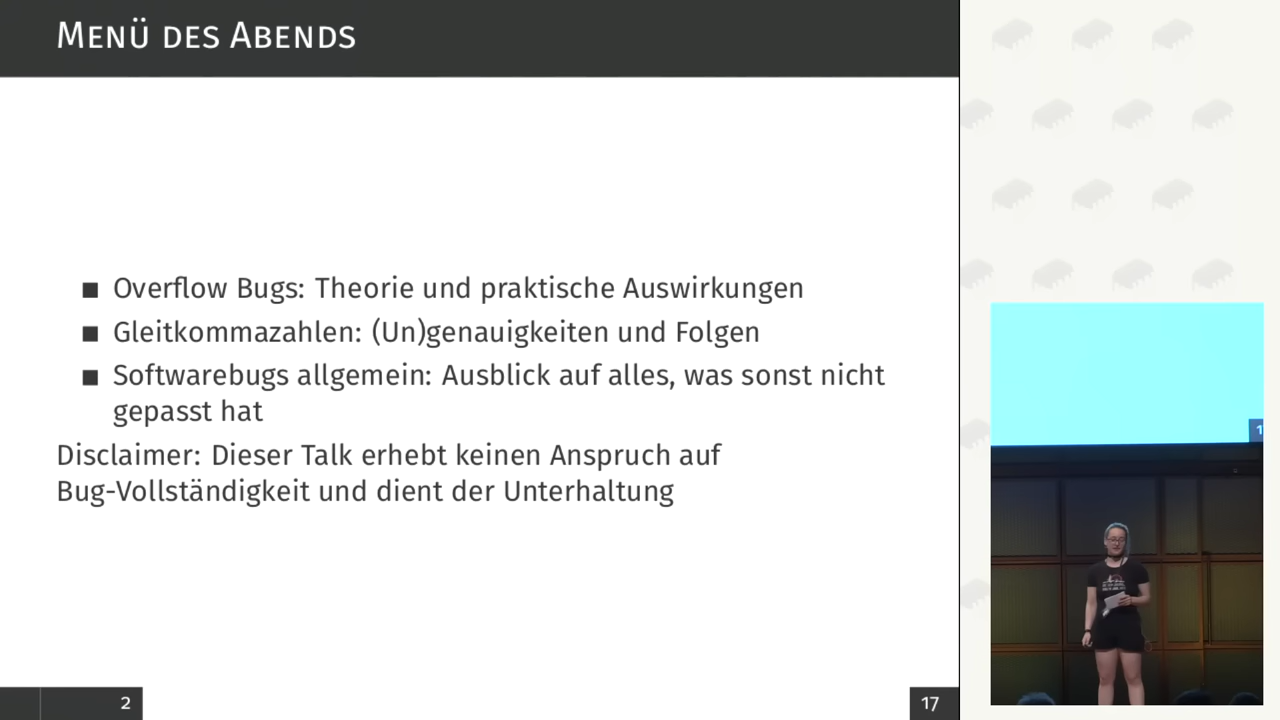 Menü des Abends
■ Overflow Bugs: Theorie und praktische Auswirkungen
■ Gleitkommazahlen: (Un)genauigkeiten und Folgen
■ Softwarebugs allgemein: Ausblick auf alles, was sonst nicht
gepasst hat
Disclaimer: Dieser Talk erhebt keinen Anspruch auf
Bug-Vollständigkeit und dient der Unterhaltung
2
17